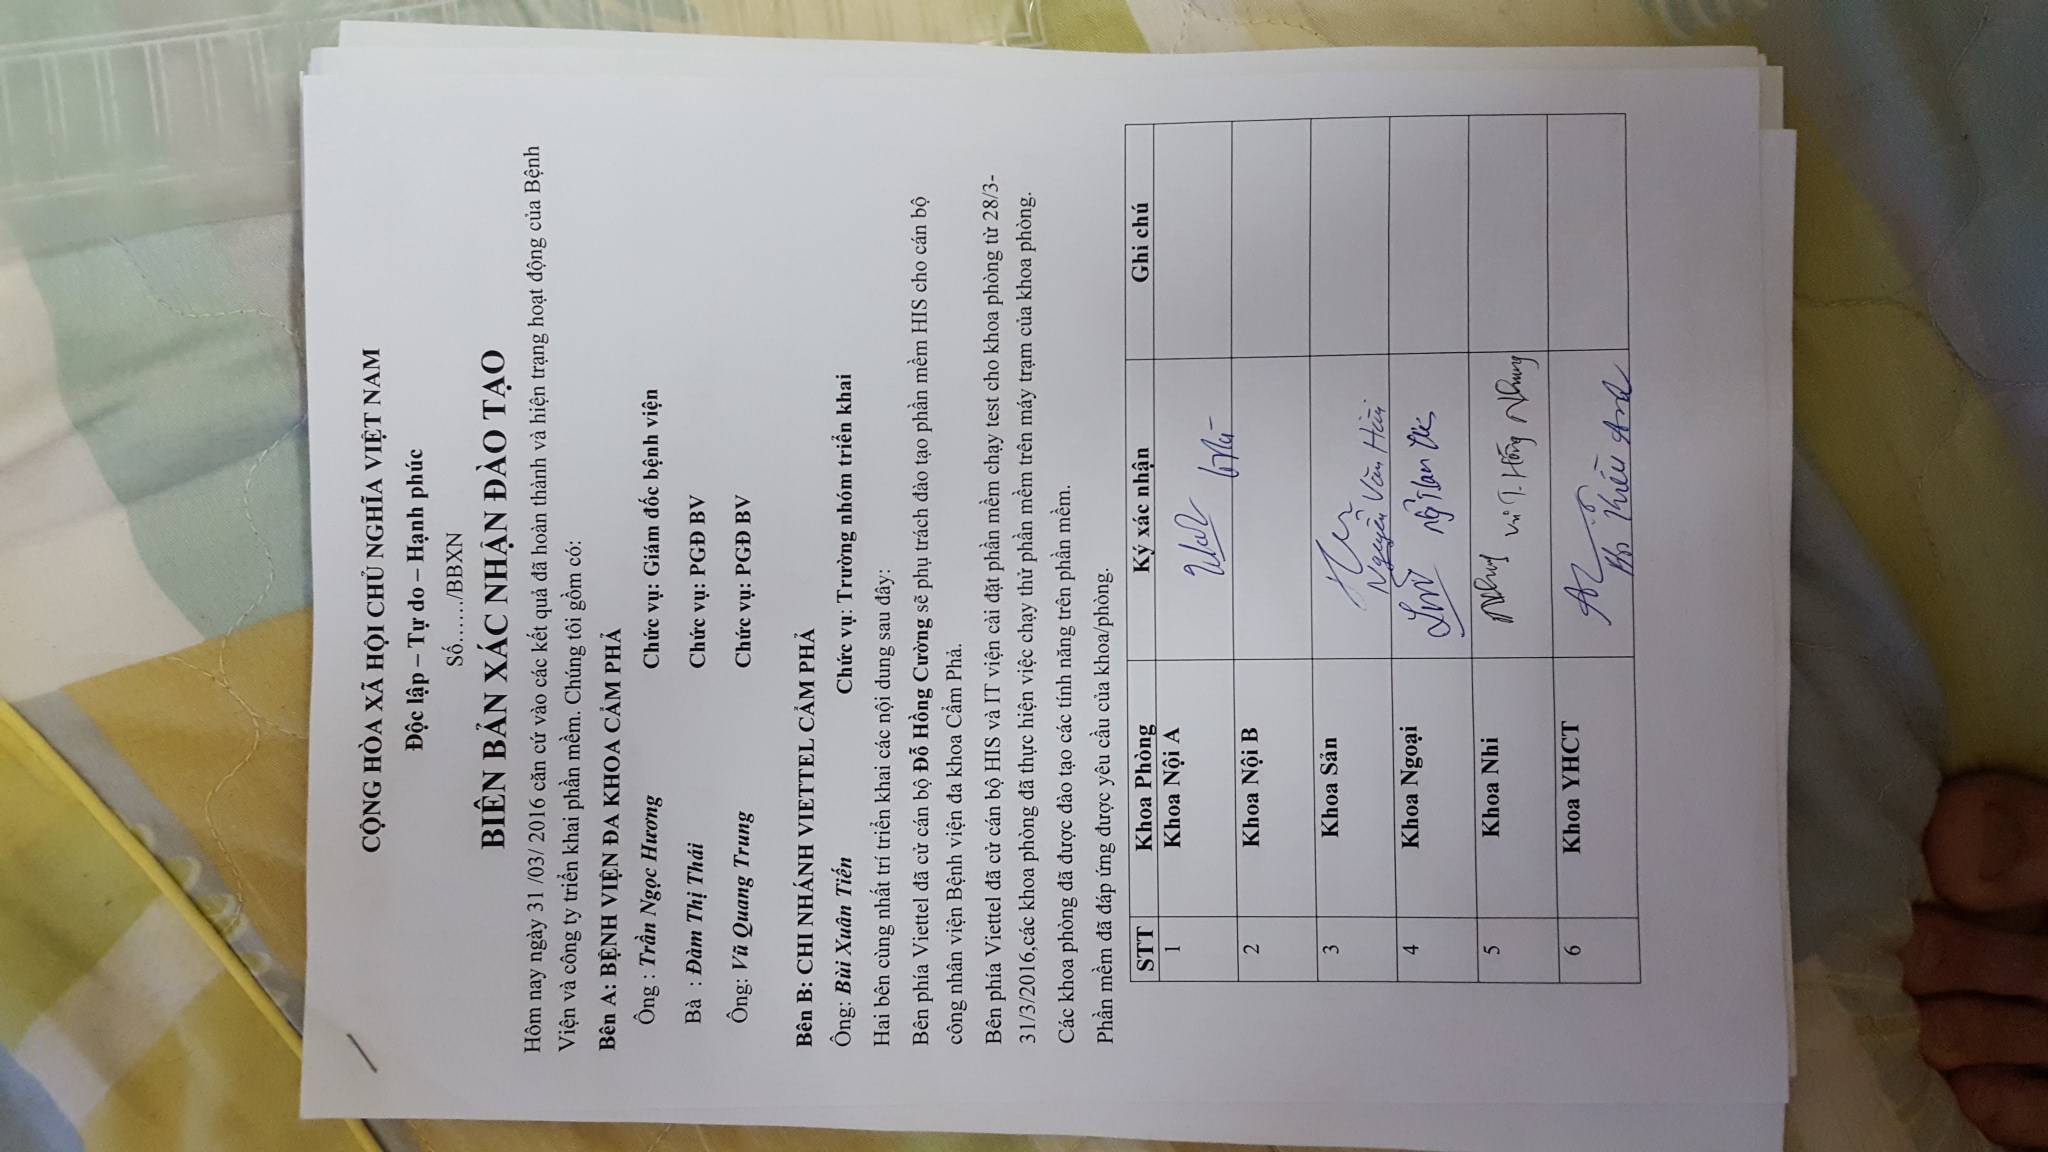 CỘNG HÒA XÃ HỘI CHỦ NGHĨA VIỆT NAM
Độc lập – Tự do – Hạnh phúc
Số……/BBXN
BIÊN BẢN XÁC NHẬN ĐÀO TẠO
Hôm nay ngày 31 /03/ 2016 căn cứ vào các kết quả đã hoàn thành và hiện trạng hoạt động của Bệnh
Viện và công ty triển khai phần mềm. Chúng tôi gồm có:
Bên A: BỆNH VIỆN ĐA KHOA CẨM PHẢ
Ông : Trần Ngọc Hương Chức vụ: Giám đốc bệnh viện
Bà : Đàm Thị Thái Chức vụ: PGĐ BV
Ông: Vũ Quang Trung Chức vụ: PGĐ BV
Bên B: CHI NHÁNH VIETTEL CẨM PHẢ
Ông: Bùi Xuân Tiến Chức vụ: Trường nhóm triển khai
Hai bên cùng nhất trí triển khai các nội dung sau đây:
Bên phía Viettel đã cử cán bộ Đỗ Hồng Cường sẽ phụ trách đào tạo phần mềm HIS cho cán bộ
công nhân viện Bệnh viện đa khoa Cẩm Phả.
Bên phía Viettel đã cử cán bộ HIS và IT viện cài đặt phần mềm chạy test cho khoa phòng từ 28/3-
31/3/2016,các khoa phòng đã thực hiện việc chạy thử phần mềm trên máy trạm của khoa phòng.
Các khoa phòng đã được đào tạo các tính năng trên phần mềm.
Phần mềm đã đáp ứng được yêu cầu của khoa/phòng.
STT Khoa Phòng Ký xác nhận Ghi chú
1 Khoa Nội A
2 Khoa Nội B
3 Khoa Sản
Nguyễn Văn
4 Khoa Ngoại
5 Khoa Nhi
Nhung
T. Hồng Nhung
6 Khoa YHCT
Anh